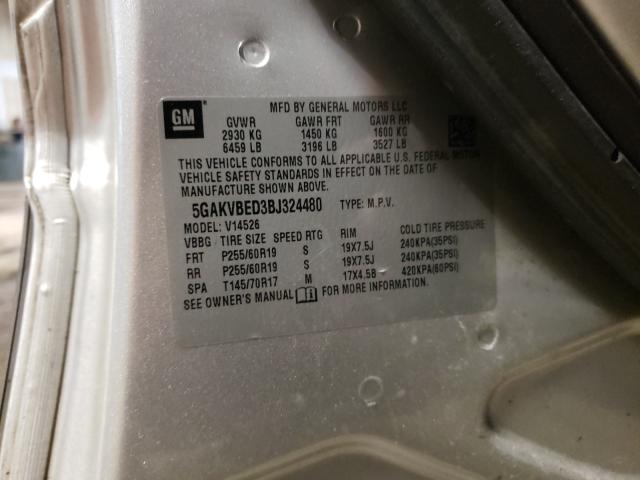 MFD BY GENERAL MOTORS LLC
GM GVWR GAWR FRT GAWR RR
2930 KG 1450 KG 1600 KG
6459 LB 3196 LB 3527 LB
THIS VEHICLE CONFORMS TO ALL APPLICABLE U.S. FEDERAL MOTOR
VEHICLE SAFETY STANDARDS IN EFFECT ON THE DATE OF
MANUFACTURE SHOWN ABOVE.
5GAKVBED3BJ324480 TYPE: M.P.V.
MODEL: V14526
VBBG TIRE SIZE SPEED RTG RIM COLD TIRE PRESSURE
FRT P255/60R19 S 19X7.5J 240KPA(35PSI)
RR P255/60R19 S 19X7.5J 240KPA(35PSI)
SPA T145/70R17 M 17X4.5B 420KPA(60PSI)
SEE OWNER'S MANUAL FOR MORE INFORMATION.